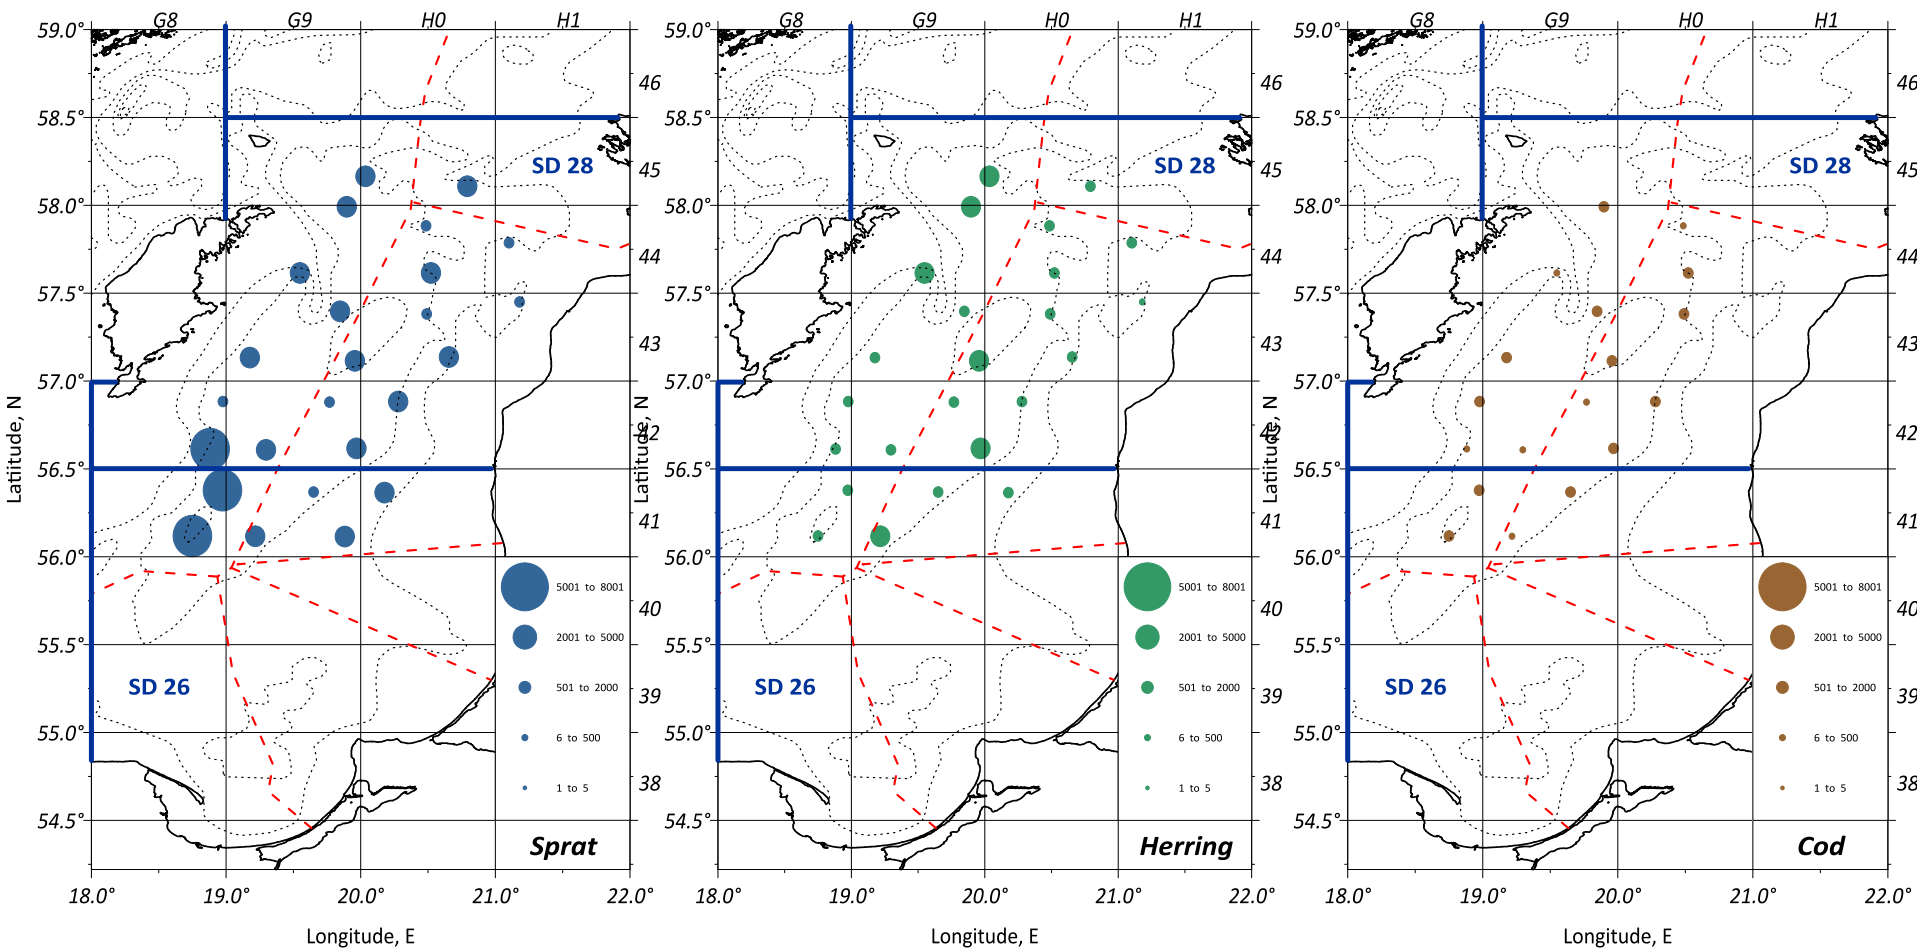 G8 G9 H0 H1
59.0°
46
58.5°
SD 28
45
58.0°
44
57.5°
43
57.0°
42
56.5°
41
56.0°
5001 to 8001
40
2001 to 5000
55.5°
SD 26
501 to 2000
39
55.0°
6 to 500
38
1 to 5
54.5°
Sprat
18.0° 19.0° 20.0° 21.0° 22.0°
Latiitude, N
Longitude, E
G8 G9 H0 H1
59.0°
46
58.5°
SD 28
45
58.0°
44
57.5°
43
57.0°
42
56.5°
41
56.0°
5001 to 8001
40
2001 to 5000
55.5°
SD 26
501 to 2000
39
55.0°
6 to 500
38
1 to 5
54.5°
Herring
18.0° 19.0° 20.0° 21.0° 22.0°
Latiitude, N
Longitude, E
G8 G9 H0 H1
59.0°
46
58.5°
SD 28
45
58.0°
44
57.5°
43
57.0°
42
56.5°
41
56.0°
5001 to 8001
40
2001 to 5000
55.5°
SD 26
501 to 2000
39
55.0°
6 to 500
38
1 to 5
54.5°
Cod
18.0° 19.0° 20.0° 21.0° 22.0°
Latiitude, N
Longitude, E